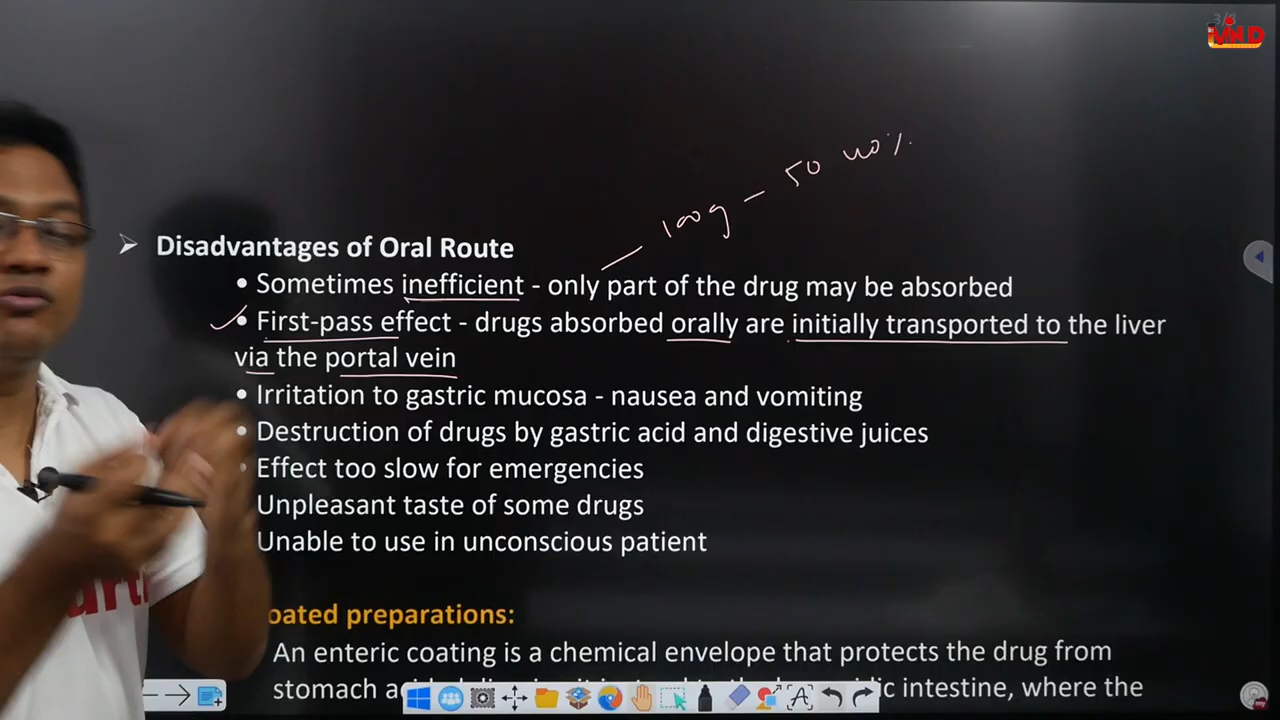 3/3
100g — 50 40%
Disadvantages of Oral Route
• Sometimes inefficient - only part of the drug may be absorbed
• First-pass effect - drugs absorbed orally are initially transported to the liver
via the portal vein
• Irritation to gastric mucosa - nausea and vomiting
• Destruction of drugs by gastric acid and digestive juices
• Effect too slow for emergencies
Unpleasant taste of some drugs
Unable to use in unconscious patient
oated preparations:
An enteric coating is a chemical envelope that protects the drug from
stomach intestine, where the